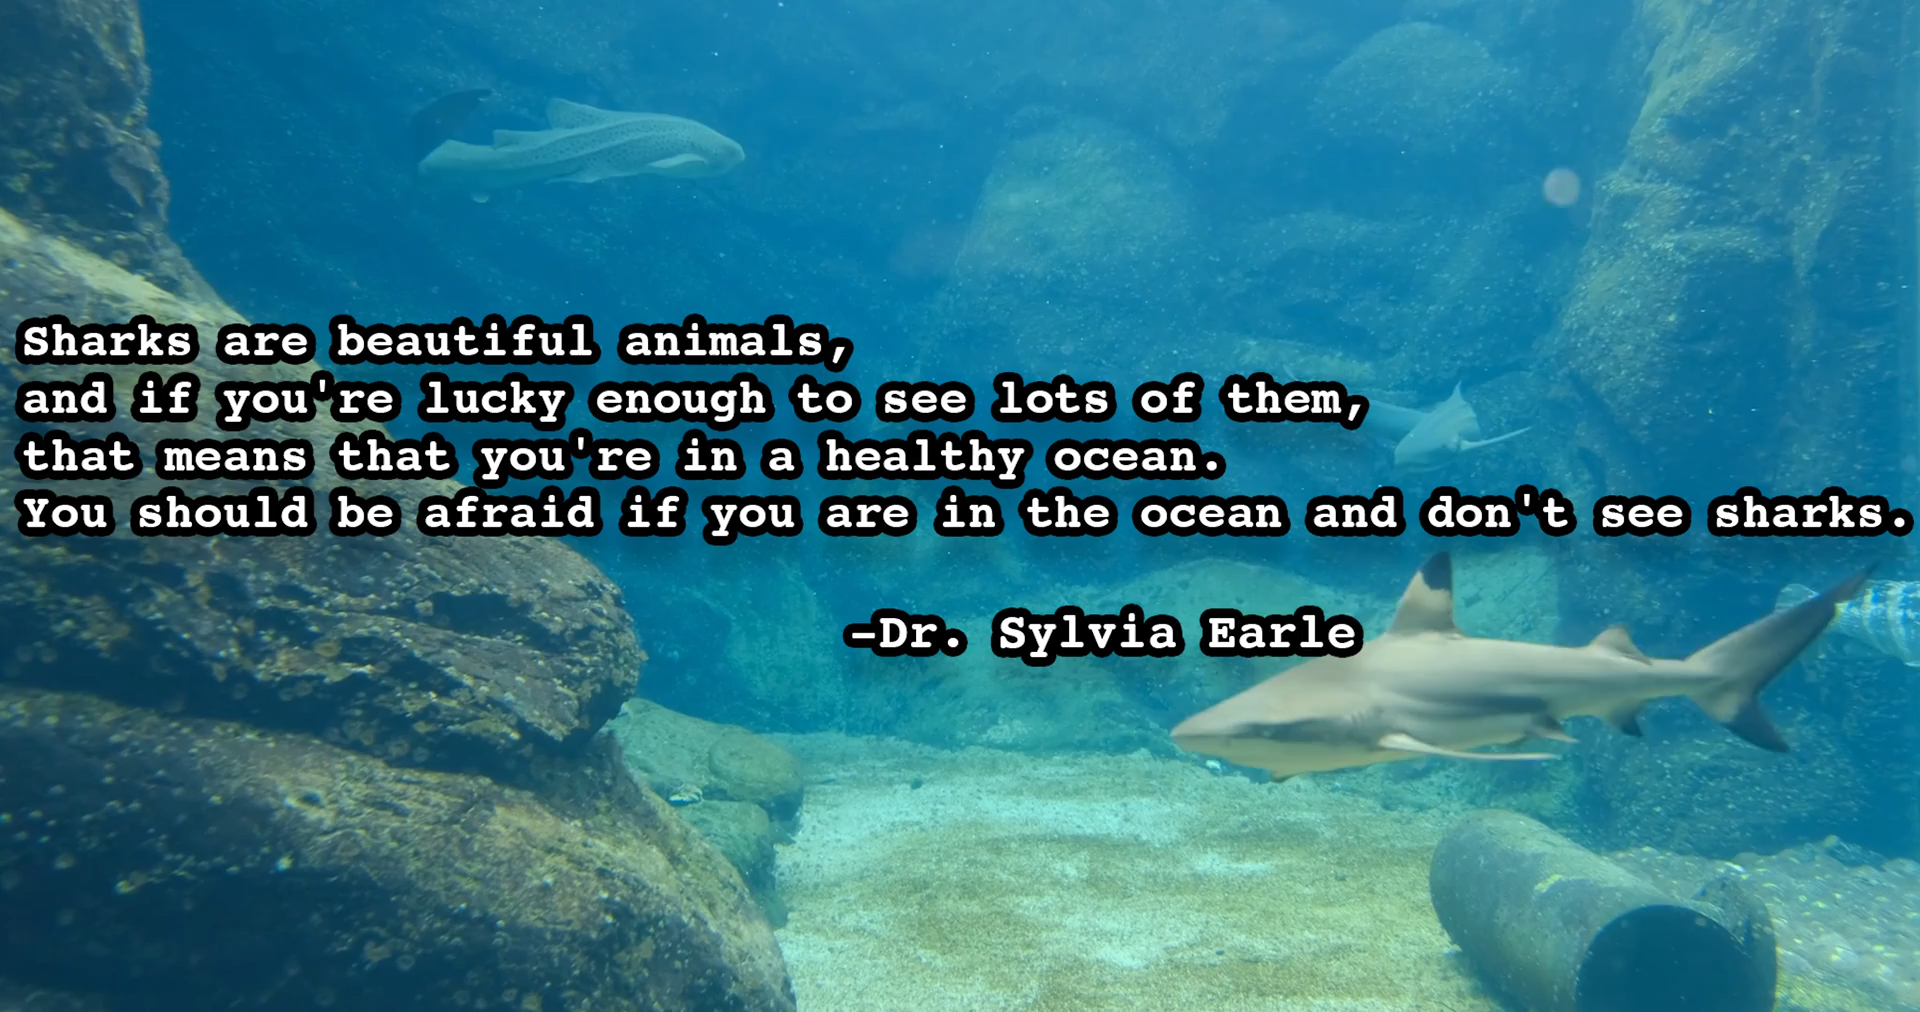 Sharks are beautiful animals,
and if you're lucky enough to see lots of them,
that means that you're in a healthy ocean.
You should be afraid if you are in the ocean and don't see sharks.
–Dr. Sylvia Earle